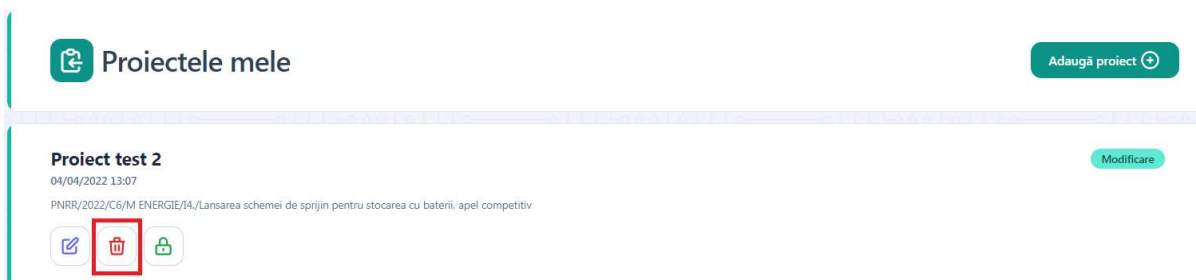 Proiectele mele
Adaugă proiect
Proiect test 2
Modificare
04/04/2022 13:07
PNRR/2022/C6/M ENERGIE/I4,/Lansarea schemei de sprijin pentru stocarea cu baterii, apel competitiv